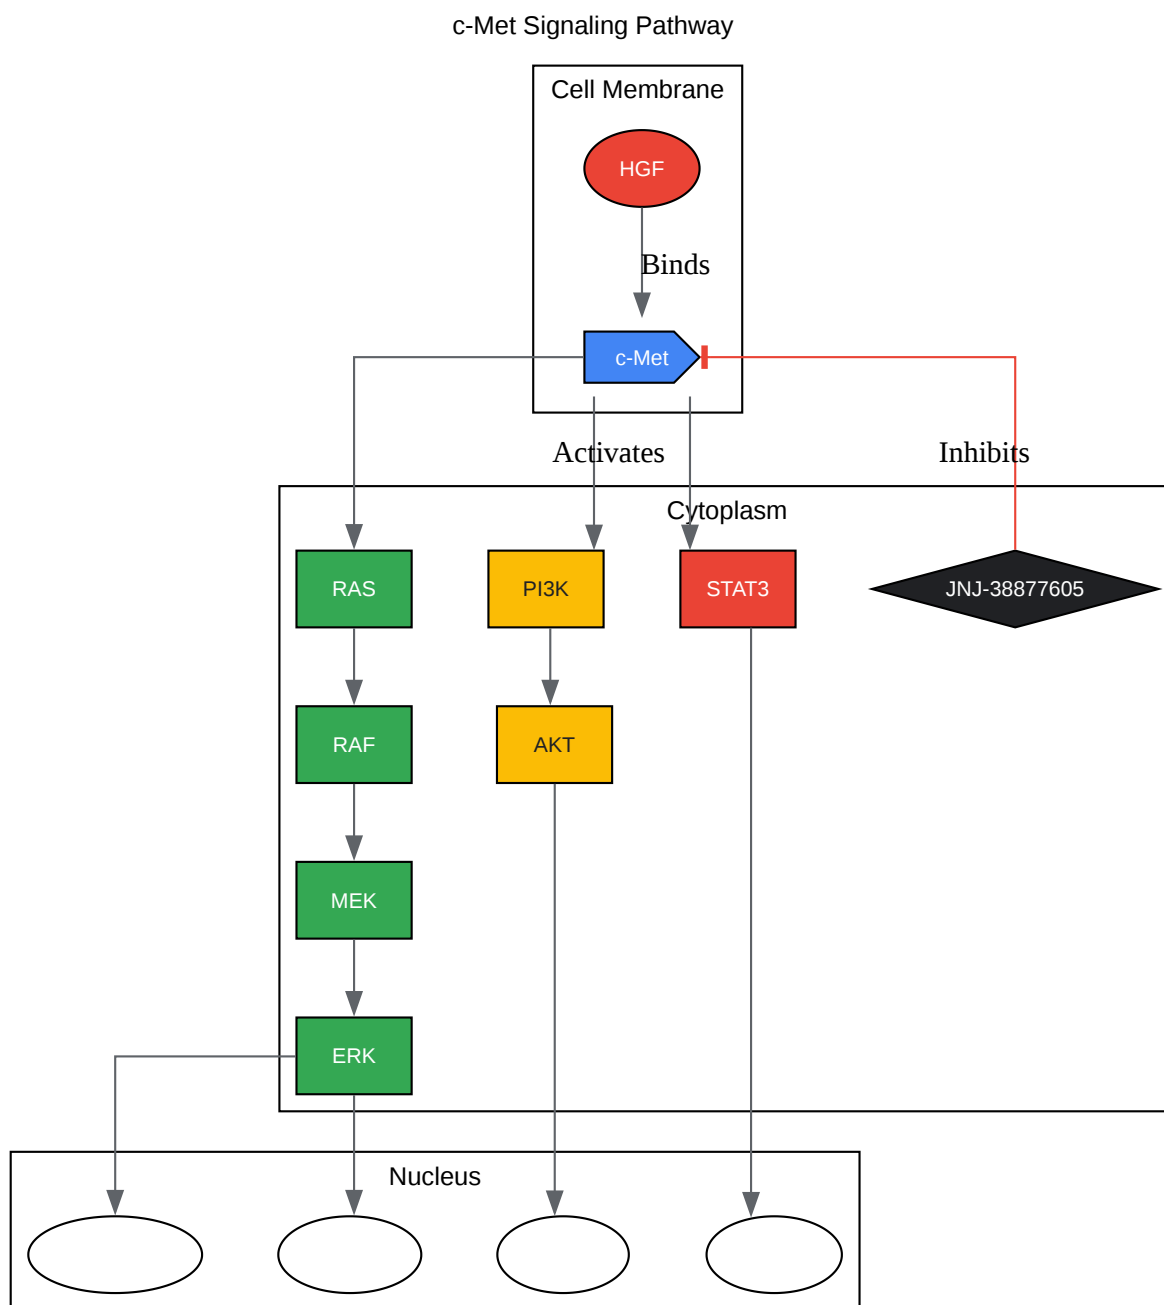 c-Met Signaling Pathway
Cell Membrane
HGF
Binds
c-Met
Activates
Inhibits
Cytoplasm
RAS
PI3K
STAT3
JNJ-38877605
RAF
AKT
MEK
ERK
Nucleus